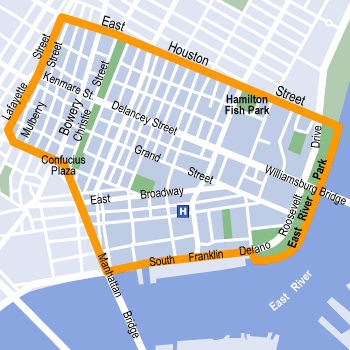 East Houston Street
Lafayette Street
Mulberry Street
Kenmare St.
Bowery
Christie Street
Delancey Street
Hamilton
Fish Park
Grand Street
Williamsburg Bridge
Confucius
Plaza
East Broadway
H
South Franklin Delano Roosevelt Drive
East River Park
Manhattan Bridge
East River